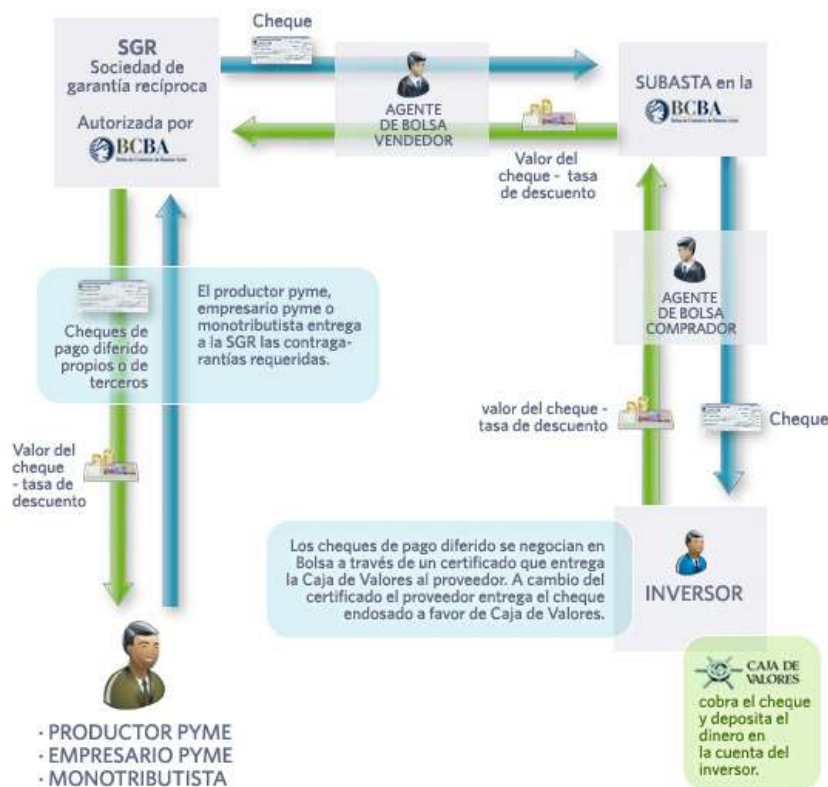 Cheque
SGR
Sociedad de
garantía recíproca
Autorizada por
BCBA
Bolsa de Comercio de Buenos Aires
AGENTE
DE BOLSA
VENDEDOR
SUBASTA en la
BCBA
Valor del
cheque - tasa
de descuento
AGENTE
DE BOLSA
COMPRADOR
Cheques de
pago diferido
propios o de
terceros
El productor pyme,
empresario pyme o
monotributista entrega
a la SGR las contraga-
rantías requeridas.
valor del cheque -
tasa de descuento
Cheque
Valor del
cheque
- tasa de
descuento
Los cheques de pago diferido se negocian en
Bolsa a través de un certificado que entrega
la Caja de Valores al proveedor. A cambio del
certificado el proveedor entrega el cheque
endosado a favor de Caja de Valores.
INVERSOR
CAJA DE
VALORES
cobra el cheque
y deposita el
dinero en
la cuenta del
inversor.
· PRODUCTOR PYME
· EMPRESARIO PYME
· MONOTRIBUTISTA